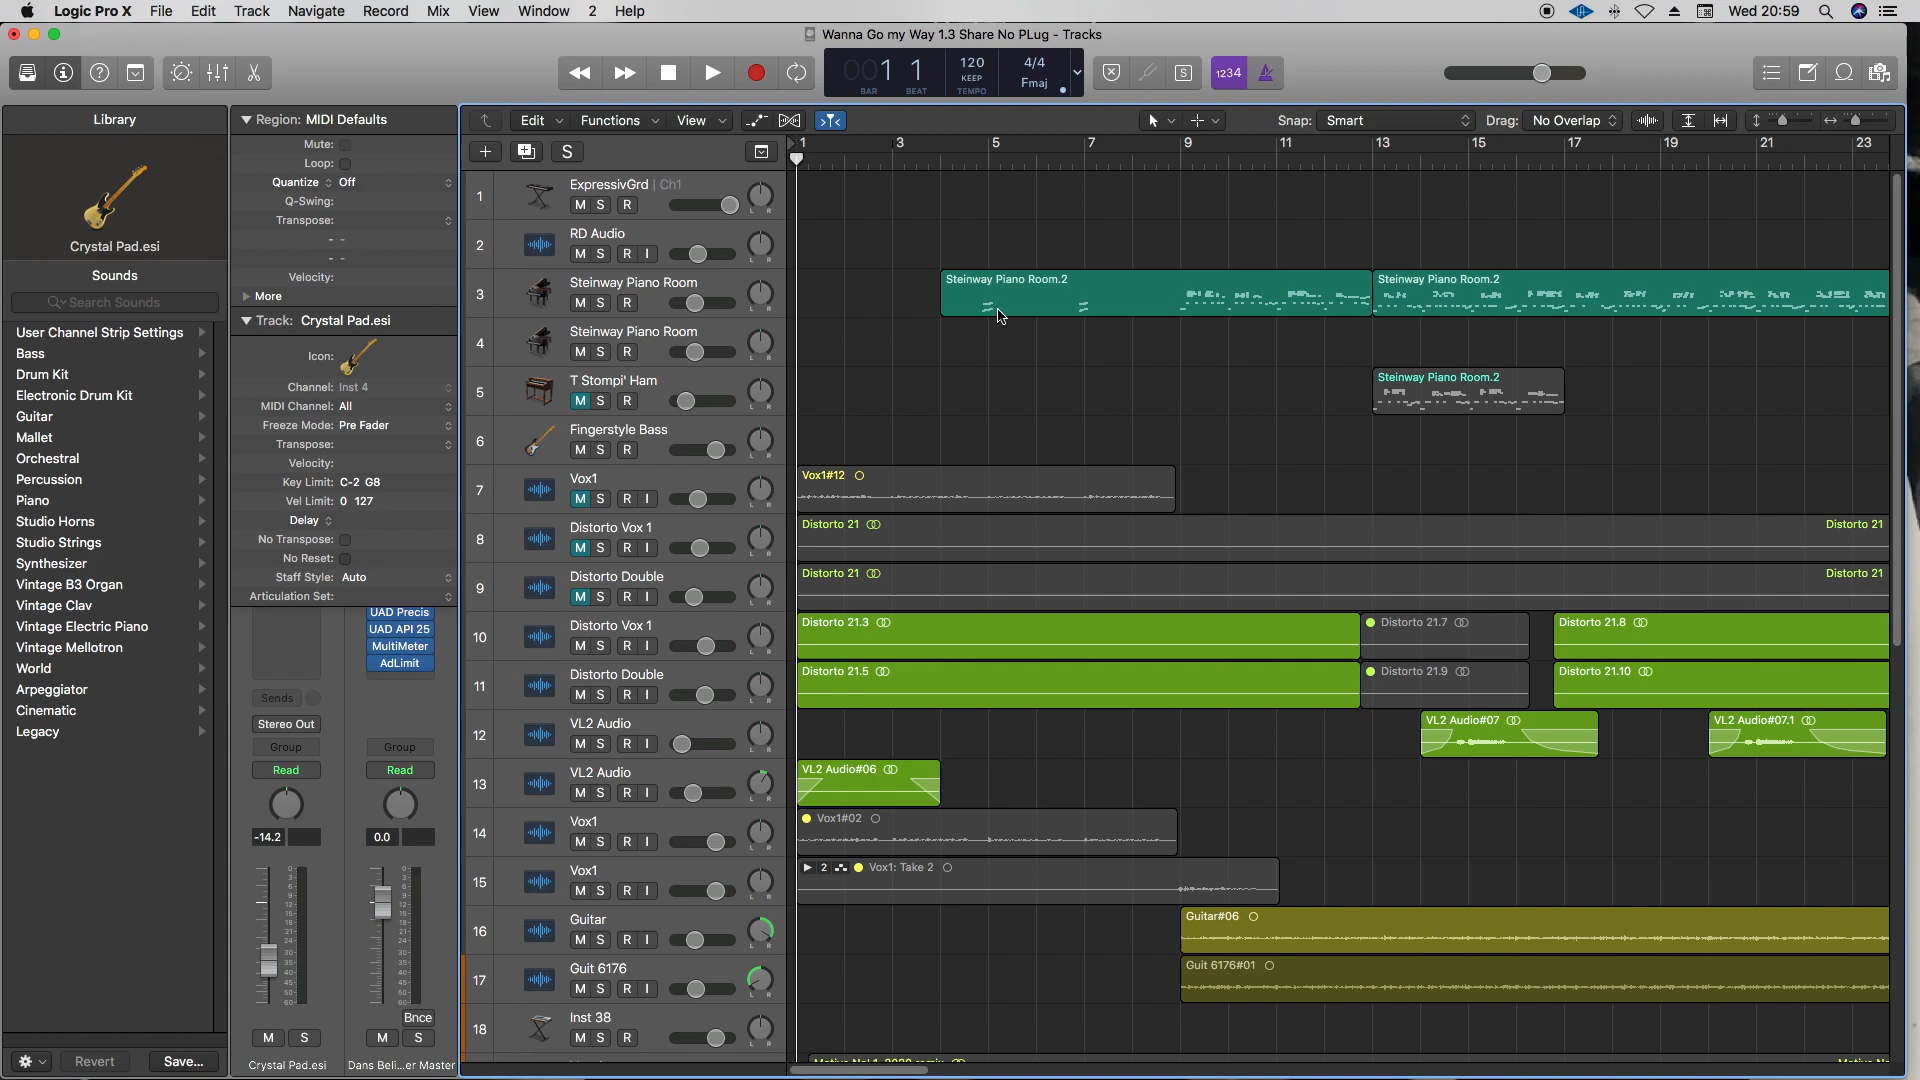 Logic Pro X File Edit Track Navigate Record Mix View Window 2 Help
Wed 20:59
Wanna Go my Way 1.3 Share No PLug - Tracks
001 1
BAR BEAT
120
KEEP
TEMPO
4/4
Fmaj
S
1234
Library
Crystal Pad.esi
Sounds
Search Sounds
User Channel Strip Settings
Bass
Drum Kit
Electronic Drum Kit
Guitar
Mallet
Orchestral
Percussion
Piano
Studio Horns
Studio Strings
Synthesizer
Vintage B3 Organ
Vintage Clav
Vintage Electric Piano
Vintage Mellotron
World
Arpeggiator
Cinematic
Legacy
Revert Save...
Region: MIDI Defaults
Mute:
Loop:
Quantize Off
Q-Swing:
Transpose:
- -
- -
Velocity:
More
Track: Crystal Pad.esi
Icon:
Channel: Inst 4
MIDI Channel: All
Freeze Mode: Pre Fader
Transpose:
Velocity:
Key Limit: C-2 G8
Vel Limit: 0 127
Delay
No Transpose:
No Reset:
Staff Style: Auto
Articulation Set:
UAD Precis
UAD API 25
MultiMeter
AdLimit
Sends
Stereo Out
Group Group
Read Read
-14.2 0.0
Bnce
M S M S
Crystal Pad.esi Dans Beli...er Master
Edit Functions View
Snap: Smart
Drag: No Overlap
S
1 3 5 7 9 11 13 15 17 19 21 23
1 ExpressivGrd | Ch1
M S R
2 RD Audio
M S R I
3 Steinway Piano Room
M S R
Steinway Piano Room.2 Steinway Piano Room.2
4 Steinway Piano Room
M S R
5 T Stompi' Ham
M S R
Steinway Piano Room.2
6 Fingerstyle Bass
M S R
7 Vox1
M S R I
Vox1#12
8 Distorto Vox 1
M S R I
Distorto 21 Distorto 21
9 Distorto Double
M S R I
Distorto 21 Distorto 21
10 Distorto Vox 1
M S R I
Distorto 21.3 Distorto 21.7 Distorto 21.8
11 Distorto Double
M S R I
Distorto 21.5 Distorto 21.9 Distorto 21.10
12 VL2 Audio
M S R I
VL2 Audio#07 VL2 Audio#07.1
13 VL2 Audio
M S R I
VL2 Audio#06
14 Vox1
M S R I
Vox1#02
15 Vox1
M S R I
2 Vox1: Take 2
16 Guitar
M S R I
Guitar#06
17 Guit 6176
M S R I
Guit 6176#01
18 Inst 38
M S R